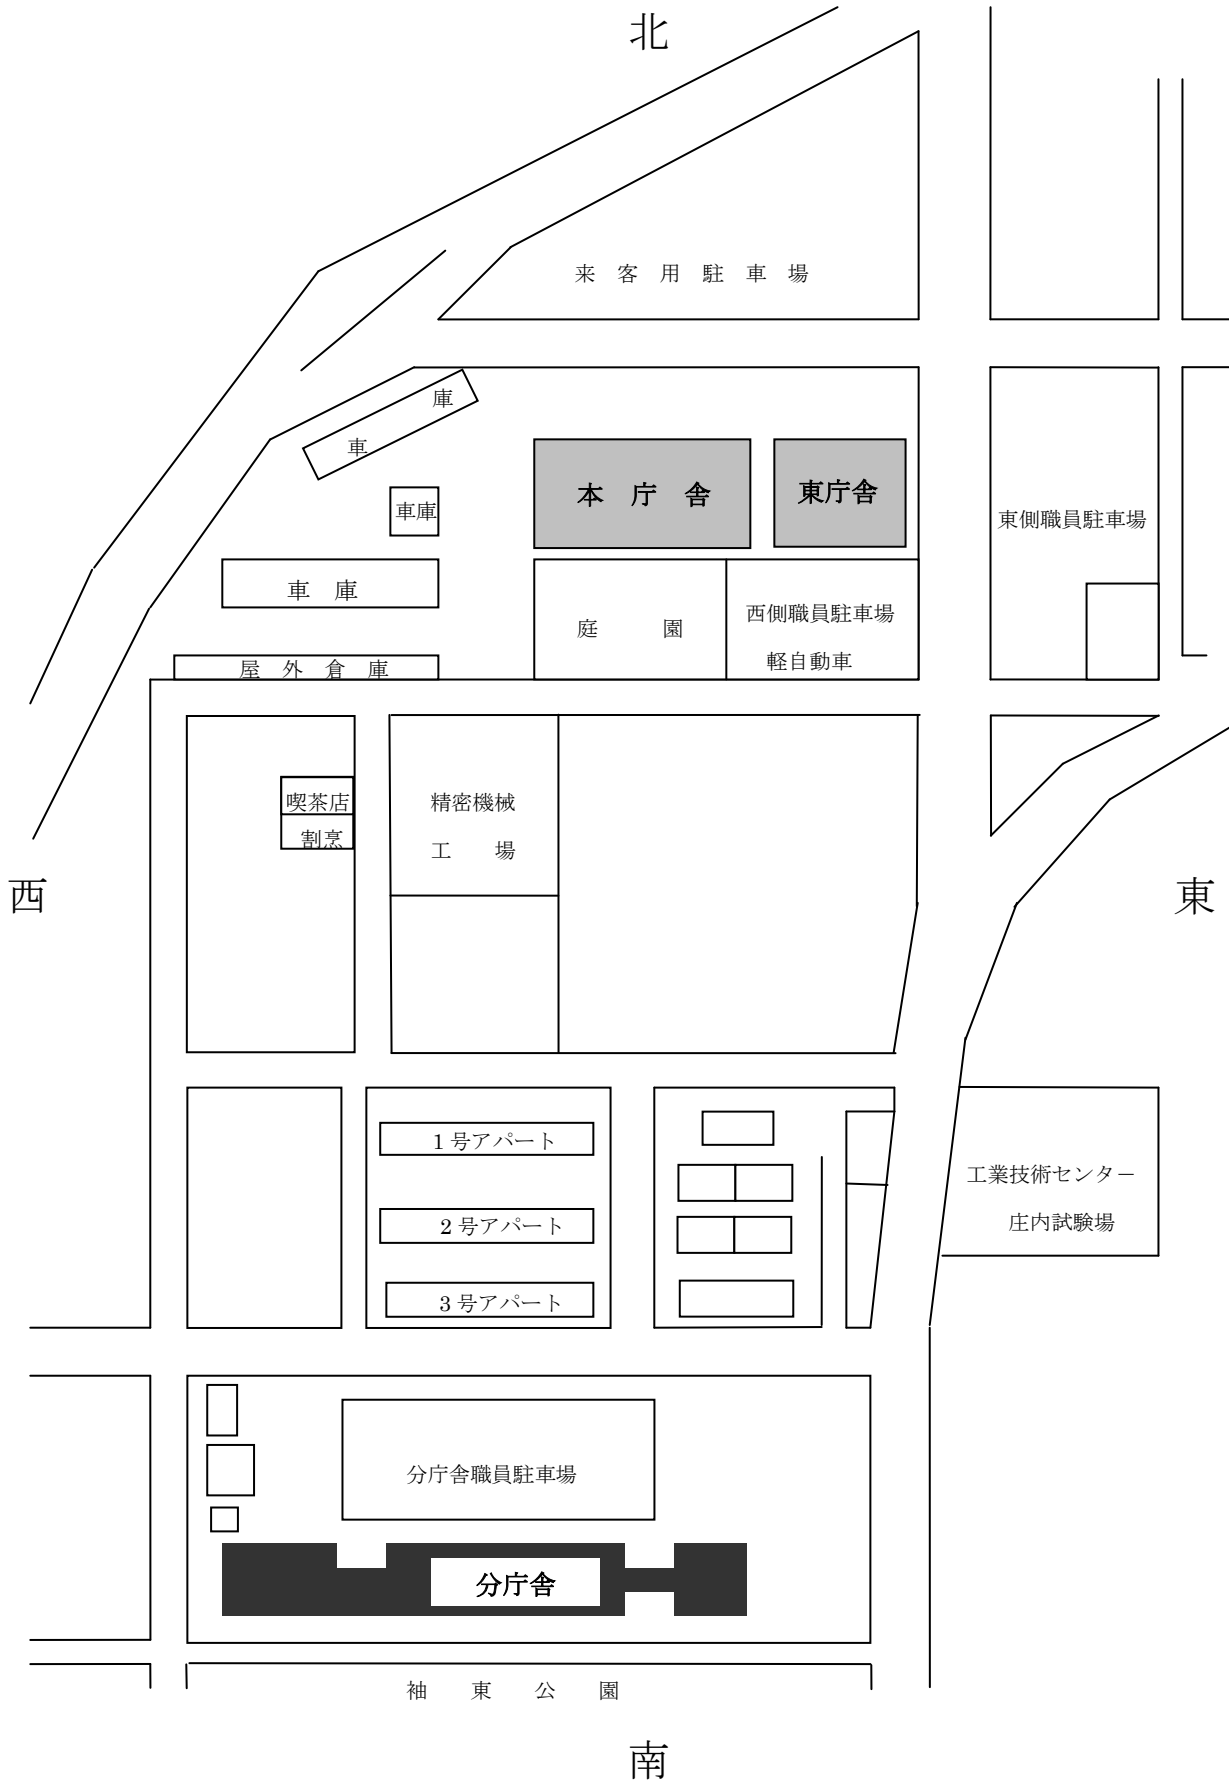 北
来 客 用 駐 車 場
車 庫
本 庁 舎
東庁舎
車庫
東側職員駐車場
車 庫
庭 園
西側職員駐車場
軽自動車
屋 外 倉 庫
喫茶店
割烹
精密機械
工 場
西
東
1 号アパート
2 号アパート
3 号アパート
工業技術センター
庄内試験場
分庁舎職員駐車場
分庁舎
袖 東 公 園
南